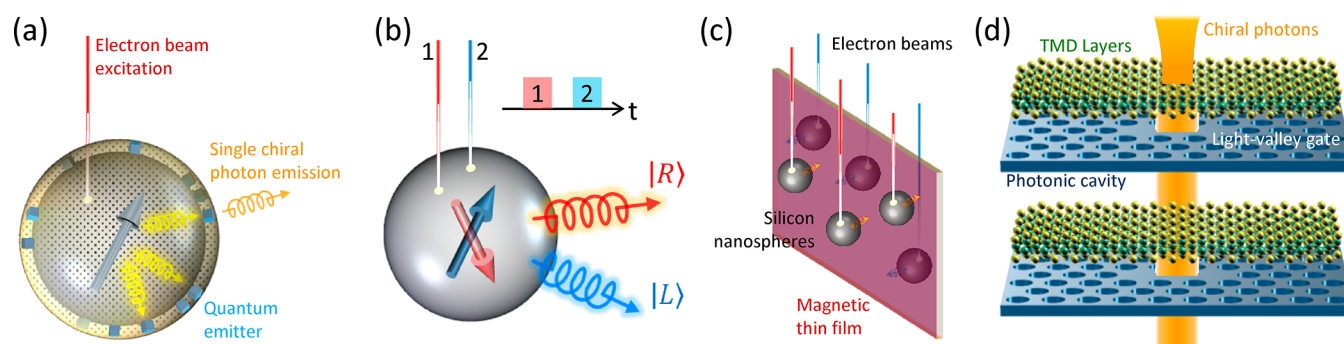 (a)
Electron beam
excitation
Single chiral
photon emission
Quantum
emitter
(b)
1 2
1 2
t
|R⟩
|L⟩
(c)
Electron beams
Silicon
nanospheres
Magnetic
thin film
(d)
Chiral photons
TMD Layers
Light-valley gate
Photonic cavity